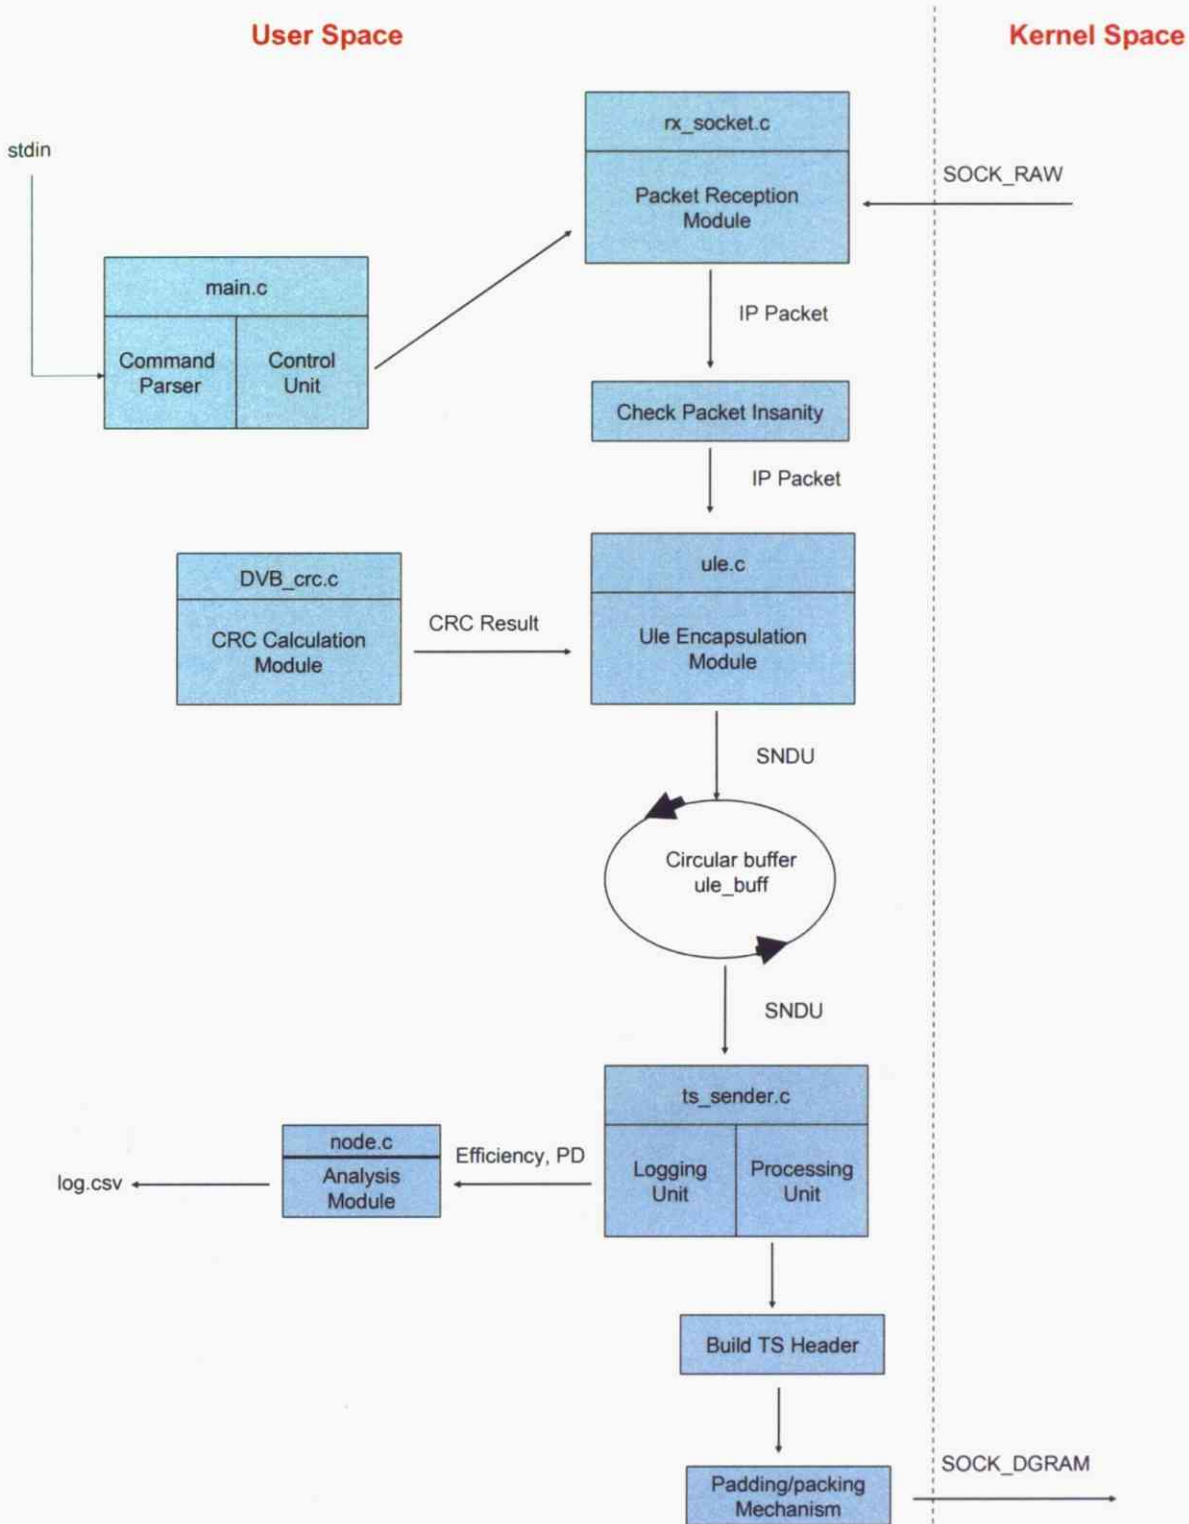 User Space
Kernel Space
stdin
rx_socket.c
Packet Reception
Module
SOCK_RAW
main.c
Command
Parser
Control
Unit
IP Packet
Check Packet Insanity
IP Packet
DVB_crc.c
CRC Calculation
Module
CRC Result
ule.c
Ule Encapsulation
Module
SNDU
Circular buffer
ule_buff
SNDU
ts_sender.c
Logging
Unit
Processing
Unit
Efficiency, PD
node.c
Analysis
Module
log.csv
Build TS Header
Padding/packing
Mechanism
SOCK_DGRAM